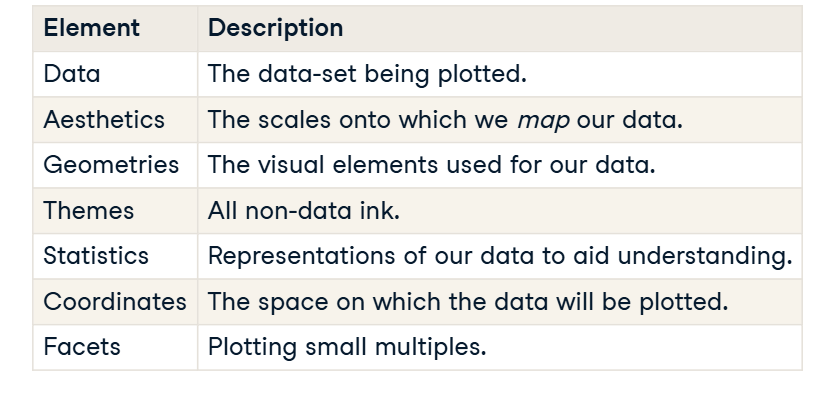 Element Description
Data The data-set being plotted.
Aesthetics The scales onto which we map our data.
Geometries The visual elements used for our data.
Themes All non-data ink.
Statistics Representations of our data to aid understanding.
Coordinates The space on which the data will be plotted.
Facets Plotting small multiples.